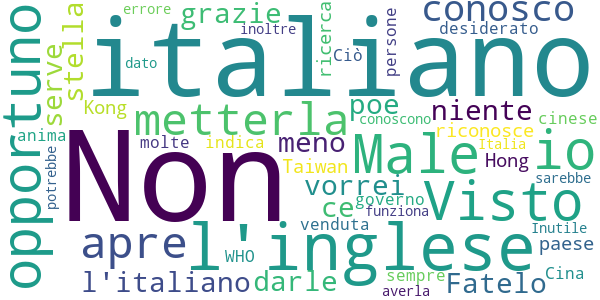 italiano
Non
l'inglese
Male
io
Visto
metterla
opportuno
apre
l'italiano
conosco
grazie
stella
serve
ricerca
inoltre
errore
dato
Ciò
persone
desiderato
poe
conoscono
niente
riconosce
cinese
Italia
Hong
Kong
anima
potrebbe
molte
indica
meno
Taiwan
vorrei
sarebbe
governo
funziona
ce
venduta
WHO
darle
sempre
averla
Fatelo
Cina
paese
Inutile